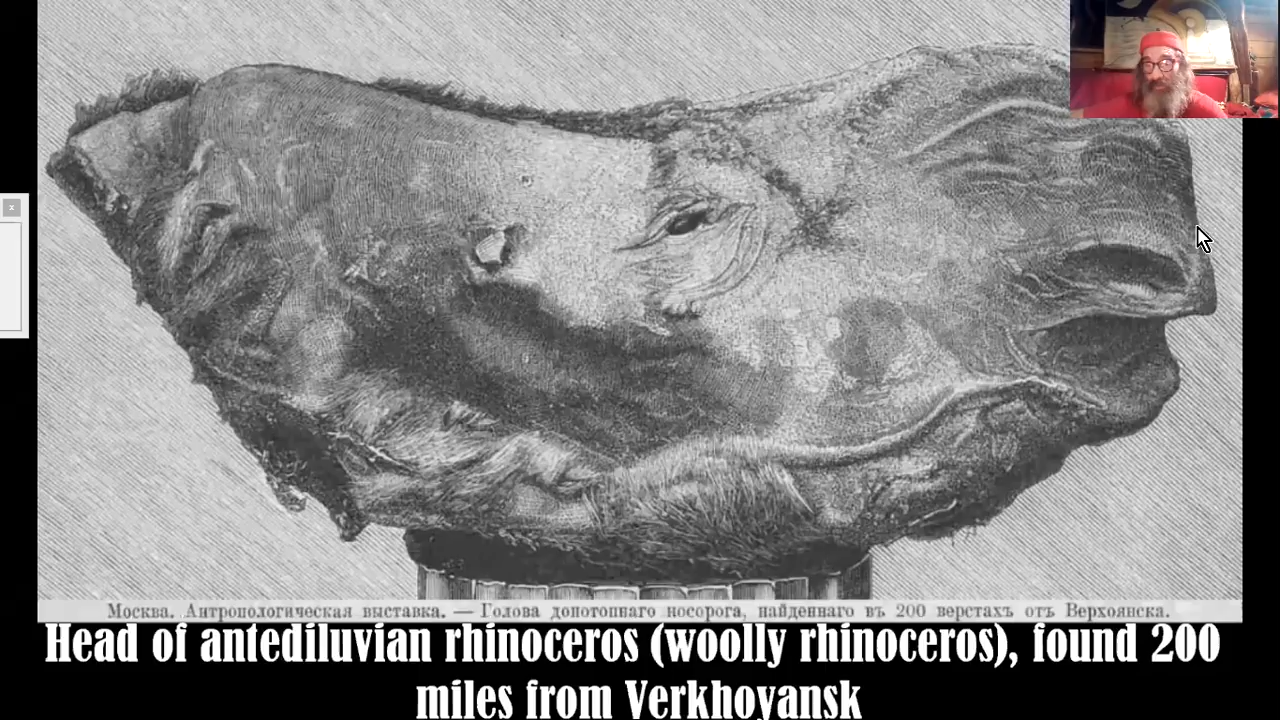 Москва. Антропологическая выставка. — Голова допотопнаго носорога, найденнаго въ 200 верстахъ отъ Верхоянска.
Head of antediluvian rhinoceros (woolly rhinoceros), found 200
miles from Verkhoyansk